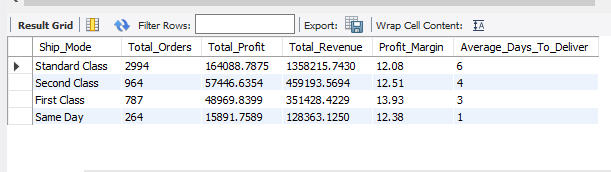 Result Grid Filter Rows: Export: Wrap Cell Content:
Ship_Mode Total_Orders Total_Profit Total_Revenue Profit_Margin Average_Days_To_Deliver
Standard Class 2994 164088.7875 1358215.7430 12.08 6
Second Class 964 57446.6354 459193.5694 12.51 4
First Class 787 48969.8399 351428.4229 13.93 3
Same Day 264 15891.7589 128363.1250 12.38 1